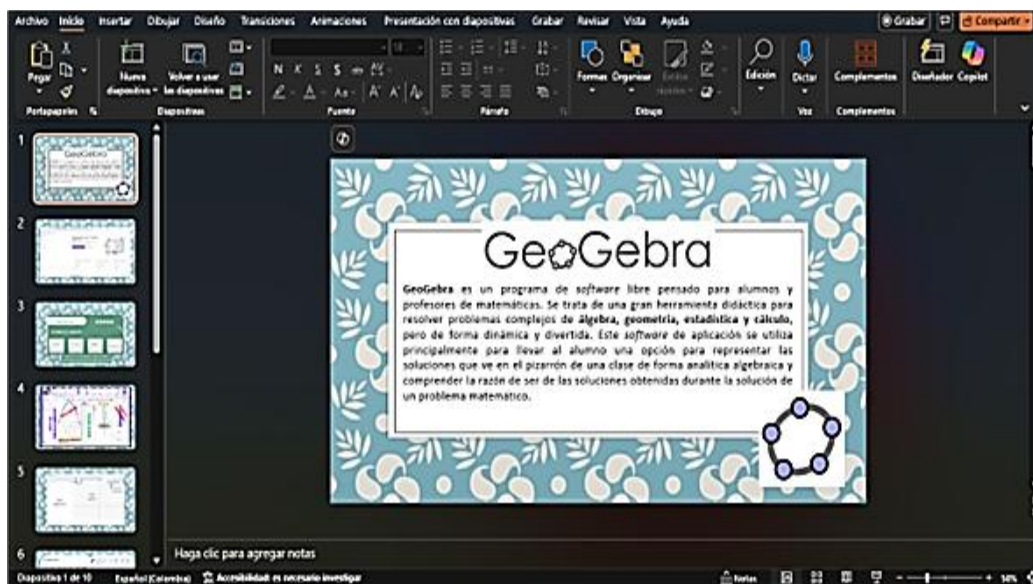 Archivo Inicio Insertar Dibujar Diseño Transiciones Animaciones Presentación con diapositivas Grabar Revisar Vista Ayuda Grabar Compartir
Pegar Nueva diapositiva Volver a usar las diapositivas N K S S Aa A A Formas Organizar Edición Dictar Complementos Diseñador Copilot
Portapapeles Diapositivas Fuente Párrafo Dibujo Voz Complementos
1
2
3
4
5
6
GeoGebra
GeoGebra es un programa de software libre pensado para alumnos y
profesores de matemáticas. Se trata de una gran herramienta didáctica para
resolver problemas complejos de álgebra, geometría, estadística y cálculo,
pero de forma dinámica y divertida. Este software de aplicación se utiliza
principalmente para llevar al alumno una opción para representar las
soluciones que ve en el pizarrón de una clase de forma analítica algebraica y
comprender la razón de ser de las soluciones obtenidas durante la solución de
un problema matemático.
Haga clic para agregar notas
Diapositiva 1 de 10 Español (Colombia) Accesibilidad: es necesario investigar Notas